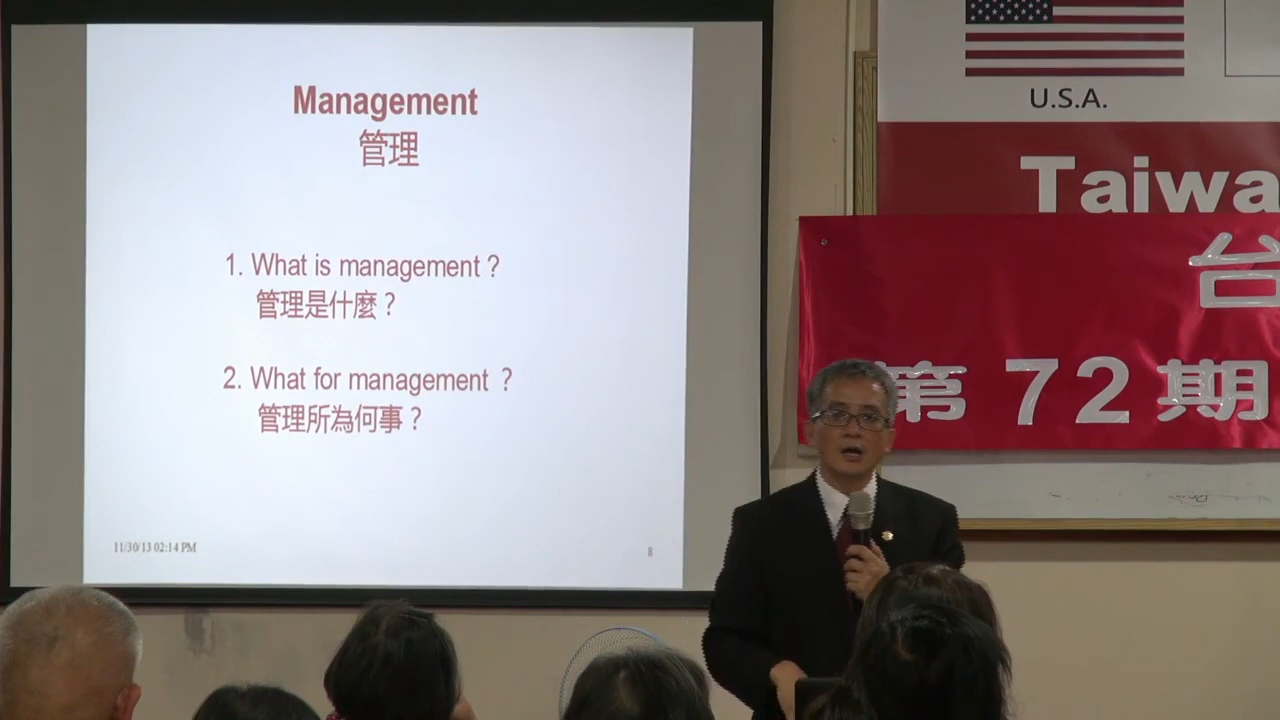 Management
管理
1. What is management ?
管理是什麼？
2. What for management ?
管理所為何事？
11/30/13 02:14 PM
8
U.S.A.
Taiwa
台
第 72 期